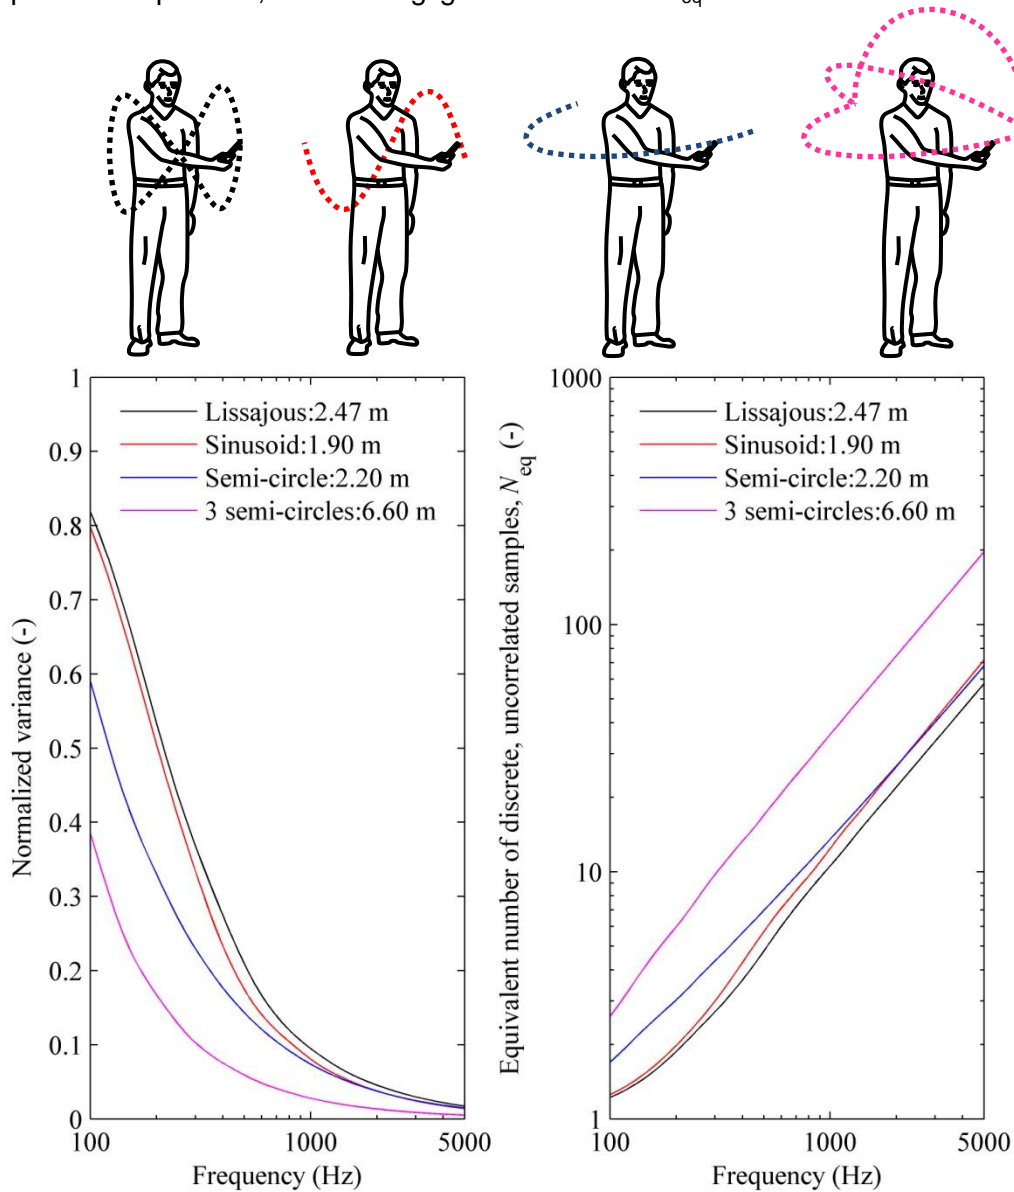 eq
1
0.9
0.8
0.7
0.6
0.5
0.4
0.3
0.2
0.1
0
Normalized variance (-)
Lissajous:2.47 m
Sinusoid:1.90 m
Semi-circle:2.20 m
3 semi-circles:6.60 m
100
1000
5000
Frequency (Hz)
1000
100
10
1
Equivalent number of discrete, uncorrelated samples, Neq (-)
Lissajous:2.47 m
Sinusoid:1.90 m
Semi-circle:2.20 m
3 semi-circles:6.60 m
100
1000
5000
Frequency (Hz)